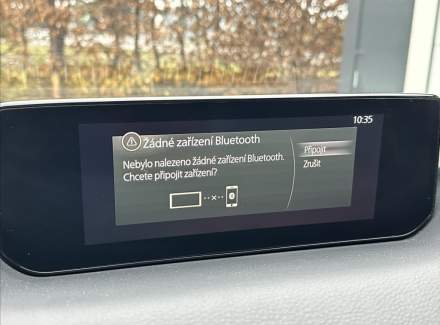 10:35
Žádné zařízení Bluetooth
Nebylo nalezeno žádné zařízení Bluetooth.
Chcete připojit zařízení?
Připojit
Zrušit